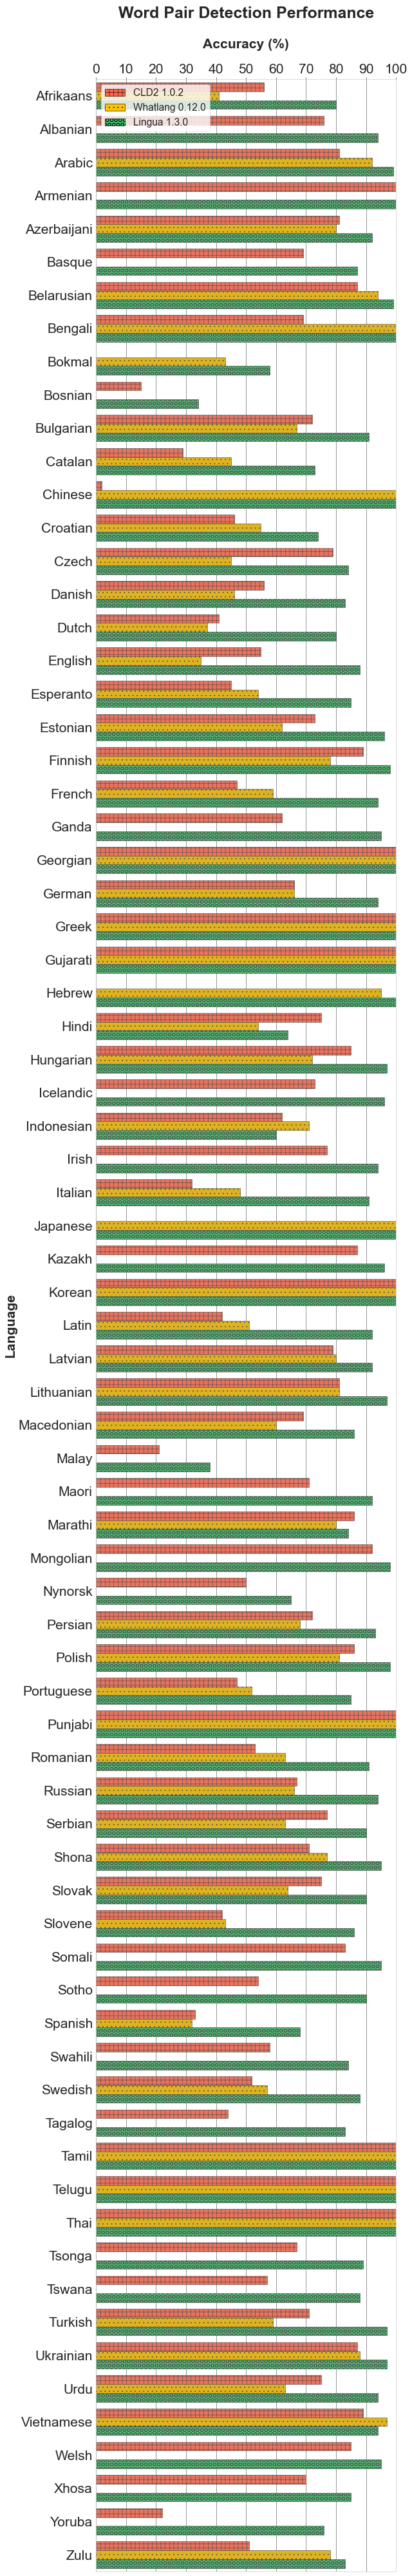 Word Pair Detection Performance
Accuracy (%)
0 10 20 30 40 50 60 70 80 90 100
CLD2 1.0.2
Whatlang 0.12.0
Lingua 1.3.0
Language
Afrikaans
Albanian
Arabic
Armenian
Azerbaijani
Basque
Belarusian
Bengali
Bokmal
Bosnian
Bulgarian
Catalan
Chinese
Croatian
Czech
Danish
Dutch
English
Esperanto
Estonian
Finnish
French
Ganda
Georgian
German
Greek
Gujarati
Hebrew
Hindi
Hungarian
Icelandic
Indonesian
Irish
Italian
Japanese
Kazakh
Korean
Latin
Latvian
Lithuanian
Macedonian
Malay
Maori
Marathi
Mongolian
Nynorsk
Persian
Polish
Portuguese
Punjabi
Romanian
Russian
Serbian
Shona
Slovak
Slovene
Somali
Sotho
Spanish
Swahili
Swedish
Tagalog
Tamil
Telugu
Thai
Tsonga
Tswana
Turkish
Ukrainian
Urdu
Vietnamese
Welsh
Xhosa
Yoruba
Zulu